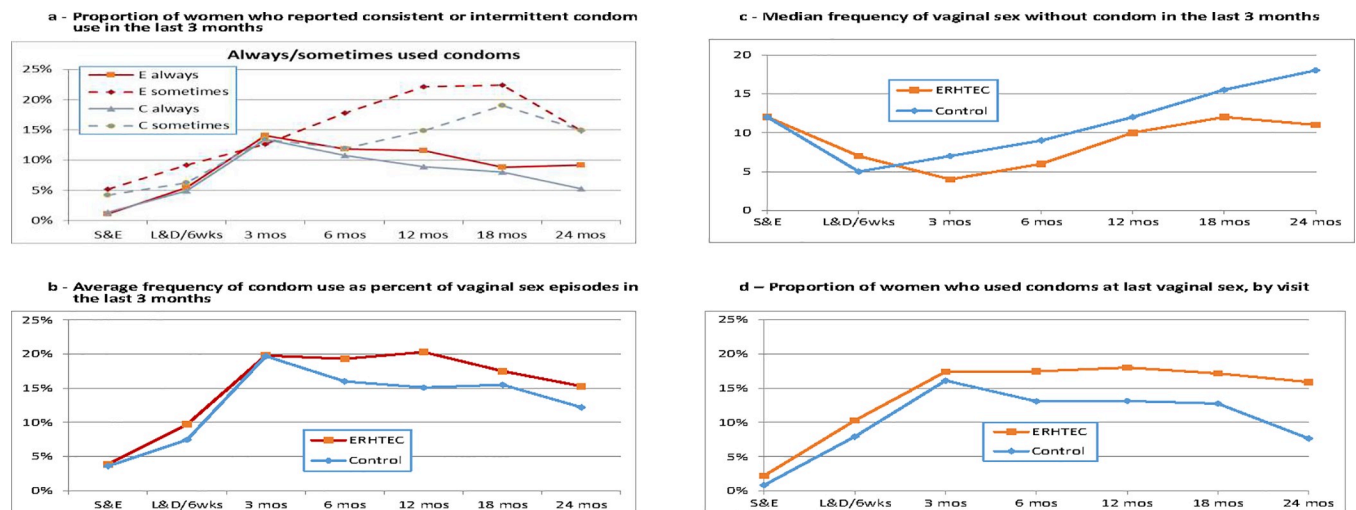 a - Proportion of women who reported consistent or intermittent condom
use in the last 3 months
Always/sometimes used condoms
25%
20%
15%
10%
5%
0%
E always
E sometimes
C always
C sometimes
S&E L&D/6wks 3 mos 6 mos 12 mos 18 mos 24 mos
c - Median frequency of vaginal sex without condom in the last 3 months
20
15
10
5
0
ERHTEC
Control
S&E L&D/6wks 3 mos 6 mos 12 mos 18 mos 24 mos
b - Average frequency of condom use as percent of vaginal sex episodes in
the last 3 months
25%
20%
15%
10%
5%
0%
ERHTEC
Control
S&E L&D/6wks 3 mos 6 mos 12 mos 18 mos 24 mos
d – Proportion of women who used condoms at last vaginal sex, by visit
25%
20%
15%
10%
5%
0%
ERHTEC
Control
S&E L&D/6wks 3 mos 6 mos 12 mos 18 mos 24 mos